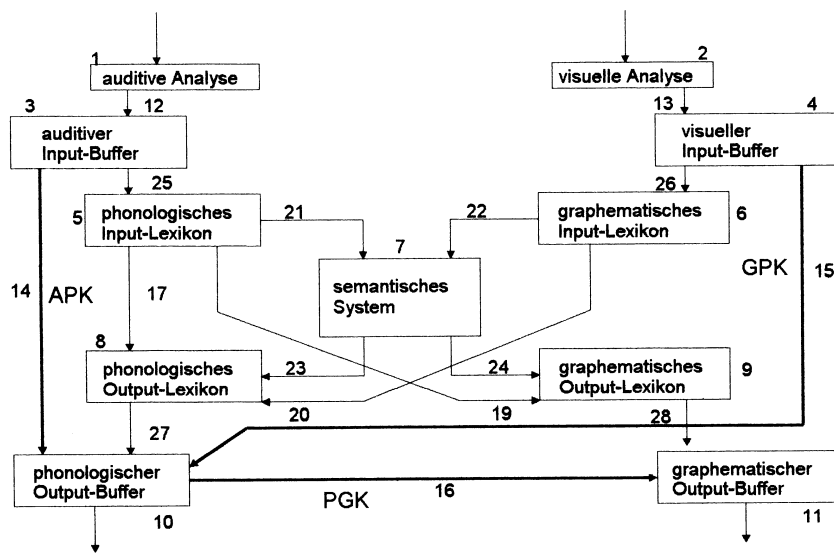 1
2
auditive Analyse
visuelle Analyse
3
12
13
4
auditiver
Input-Buffer
visueller
Input-Buffer
25
26
5
phonologisches
Input-Lexikon
21
22
graphematisches
Input-Lexikon
6
7
14
APK
17
semantisches
System
GPK
15
8
phonologisches
Output-Lexikon
23
24
graphematisches
Output-Lexikon
9
20
19
28
27
phonologischer
Output-Buffer
PGK
16
graphematischer
Output-Buffer
10
11